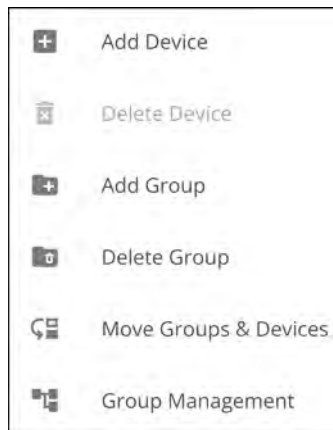 Add Device
Delete Device
Add Group
Delete Group
Move Groups & Devices
Group Management